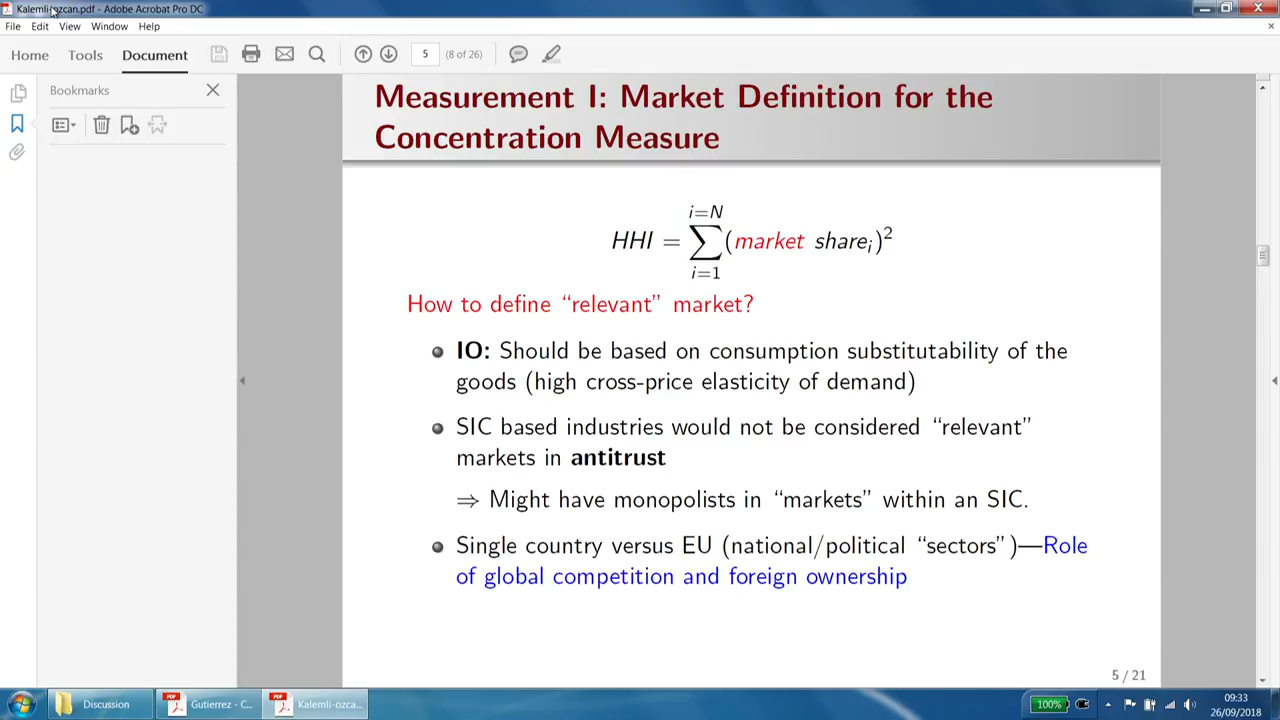 Kalemli-ozcan.pdf - Adobe Acrobat Pro DC
File Edit View Window Help
Home Tools Document 5 (8 of 26)
Bookmarks
Measurement I: Market Definition for the
Concentration Measure
i=N
HHI = ∑(market share_i)^2
i=1
How to define “relevant” market?
IO: Should be based on consumption substitutability of the
goods (high cross-price elasticity of demand)
SIC based industries would not be considered “relevant”
markets in antitrust
⇒ Might have monopolists in “markets” within an SIC.
Single country versus EU (national/political “sectors”)—Role
of global competition and foreign ownership
5 / 21
Discussion
Gutierrez - C...
Kalemli-ozca...
100%
09:33
26/09/2018